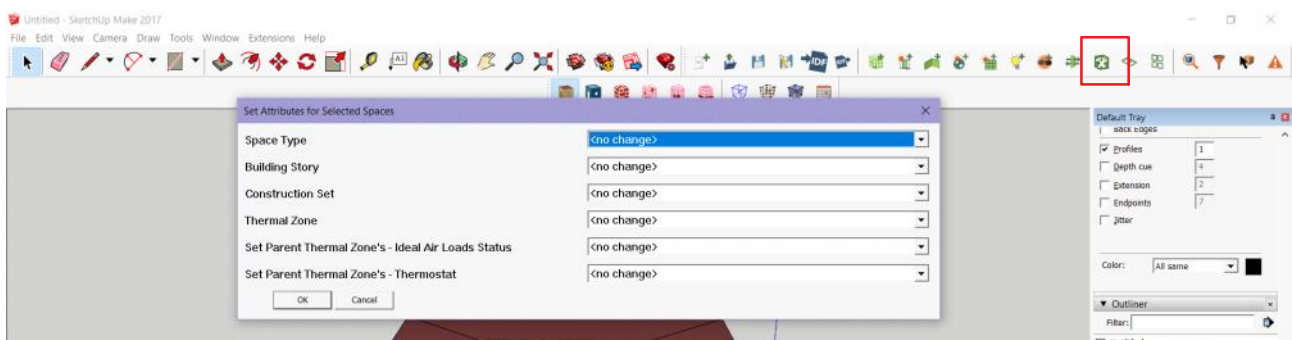 Untitled - SketchUp Make 2017
File Edit View Camera Draw Tools Window Extensions Help
A1
IDF
Set Attributes for Selected Spaces
Space Type <no change>
Building Story <no change>
Construction Set <no change>
Thermal Zone <no change>
Set Parent Thermal Zone's - Ideal Air Loads Status <no change>
Set Parent Thermal Zone's - Thermostat <no change>
OK Cancel
Default Tray
Back Edges
Profiles 1
Depth cue 4
Extension 2
Endpoints 7
Jitter
Color: All same
Outliner
Filter: